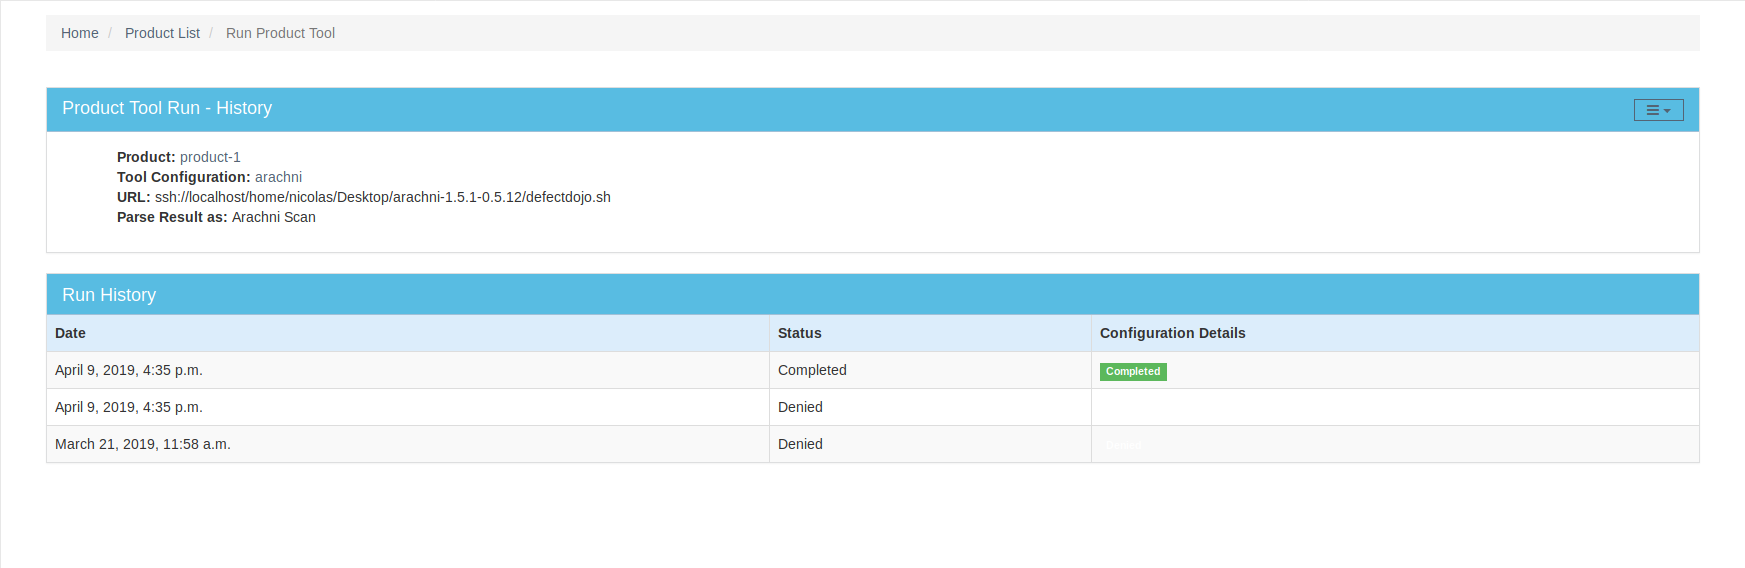 Home / Product List / Run Product Tool
Product Tool Run - History
Product: product-1
Tool Configuration: arachni
URL: ssh://localhost/home/nicolas/Desktop/arachni-1.5.1-0.5.12/defectdojo.sh
Parse Result as: Arachni Scan
Run History
Date Status Configuration Details
April 9, 2019, 4:35 p.m. Completed Completed
April 9, 2019, 4:35 p.m. Denied
March 21, 2019, 11:58 a.m. Denied Denied